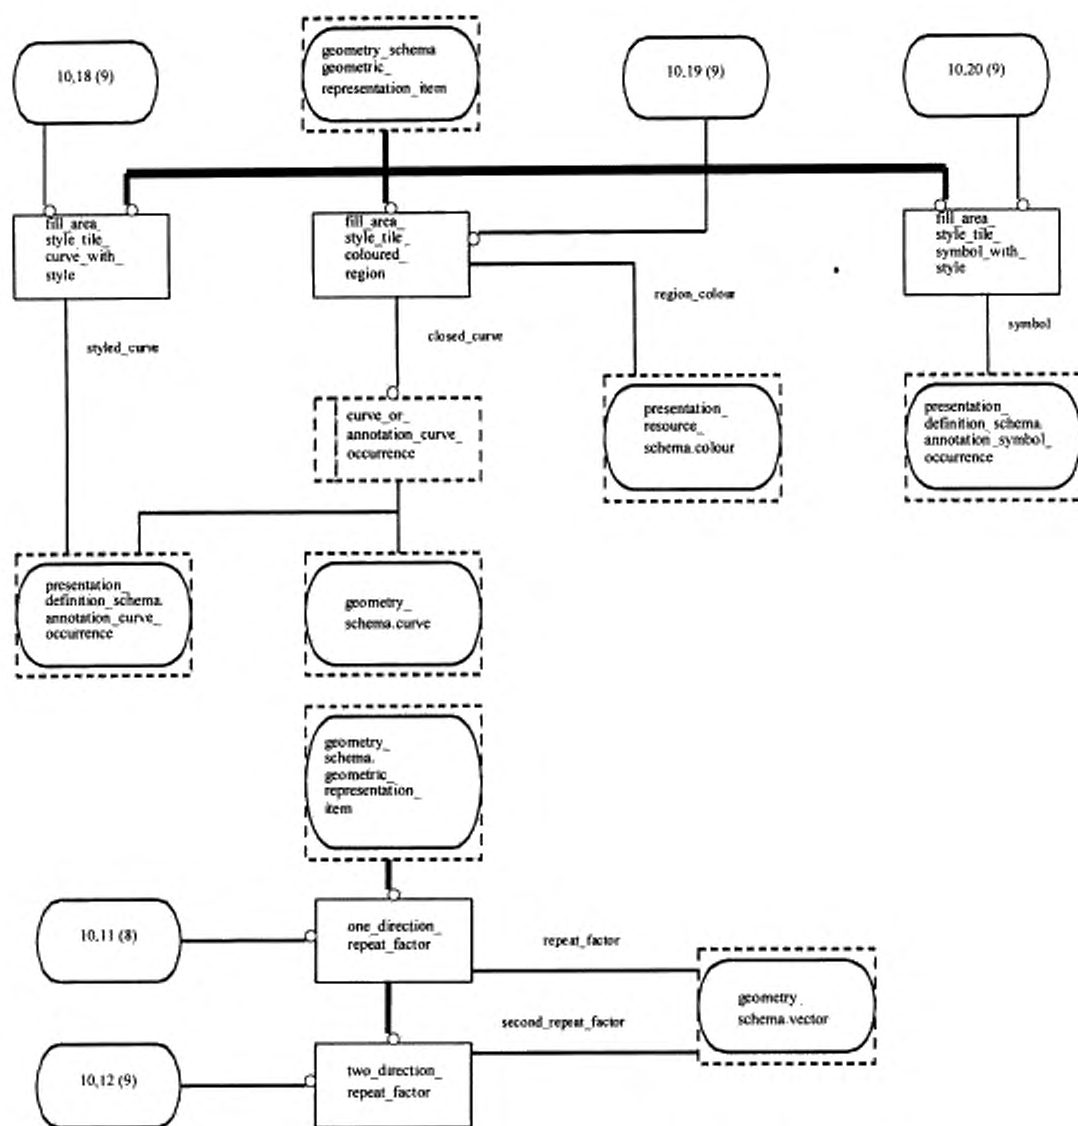 10,18 (9)
geometry_schema
geometric_
representation_item
10,19 (9)
10,20 (9)
fill_area_
style_tile_
curve_with_
style
fill_area_
style_tile_
coloured_
region
fill_area_
style_tile_
symbol_with_
style
region_colour
styled_curve
closed_curve
symbol
curve_or_
annotation_curve_
occurrence
presentation_
resource_
schema.colour
presentation_
definition_schema.
annotation_symbol_
occurrence
presentation_
definition_schema.
annotation_curve_
occurrence
geometry_
schema.curve
geometry_
schema.
geometric_
representation_
item
10,11 (8)
one_direction_
repeat_factor
repeat_factor
geometry_
schema.vector
second_repeat_factor
10,12 (9)
two_direction_
repeat_factor